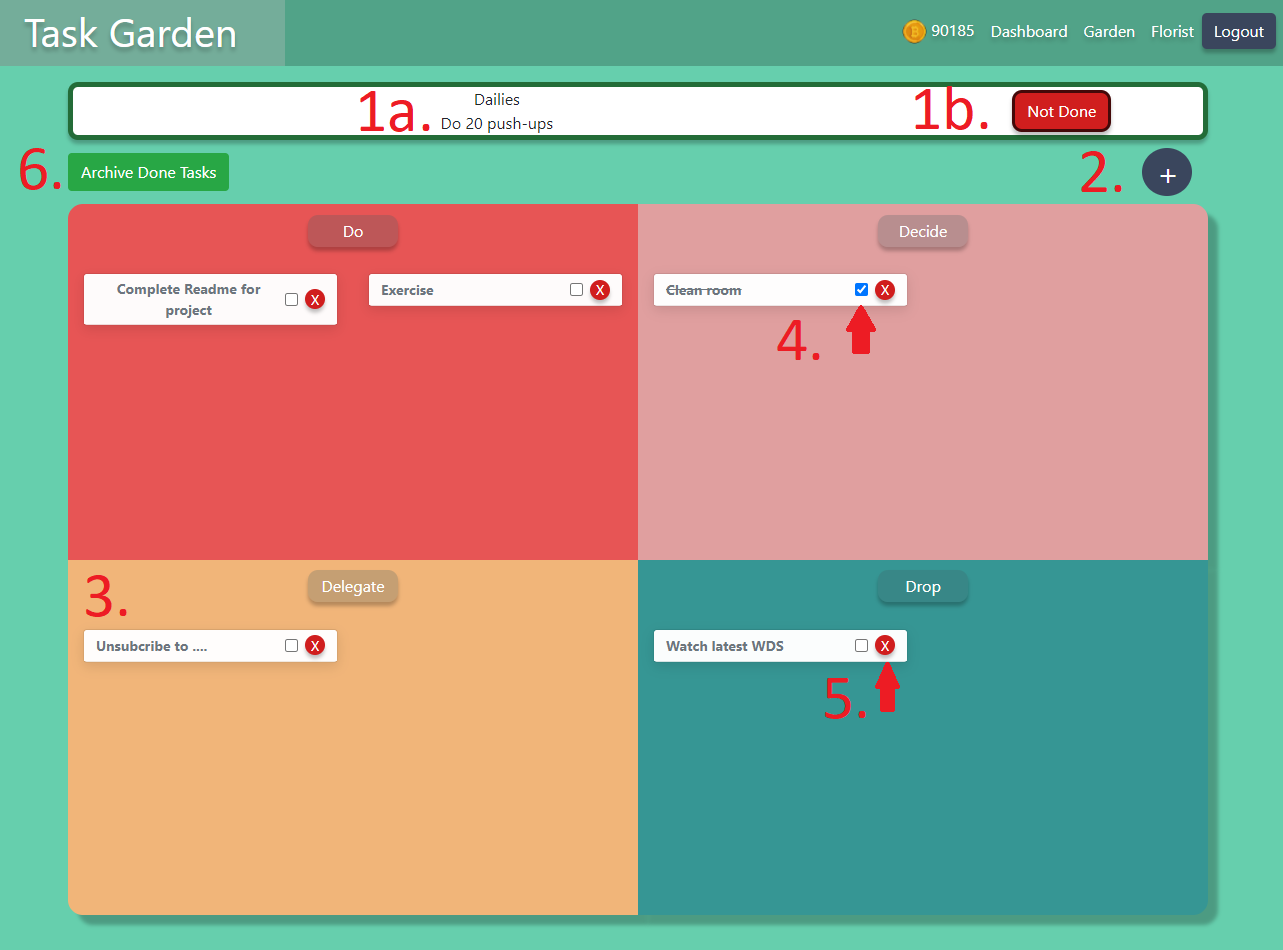 Task Garden
90185 Dashboard Garden Florist Logout
1a. Dailies
Do 20 push-ups
1b. Not Done
6. Archive Done Tasks
2. +
Do
Complete Readme for
project
X
Exercise X
Decide
Clean room X
4.
3. Delegate
Unsubcribe to .... X
Drop
Watch latest WDS X
5.